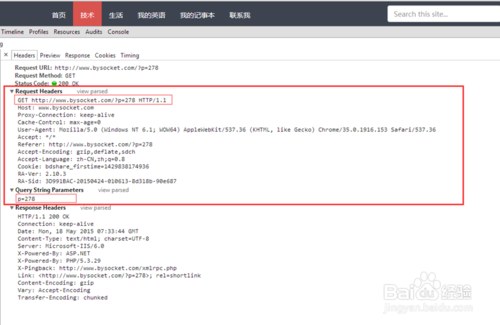 首页 技术 生活 我的英语 我的记事本 联系我 Search this site...
Timeline Profiles Resources Audits Console
× Headers Preview Response Cookies Timing
Request URL: http://www.bysocket.com/?p=278
Request Method: GET
Status Code: 200 OK
Request Headers view parsed
GET http://www.bysocket.com/?p=278 HTTP/1.1
Host: www.bysocket.com
Proxy-Connection: keep-alive
Cache-Control: max-age=0
User-Agent: Mozilla/5.0 (Windows NT 6.1; WOW64) AppleWebKit/537.36 (KHTML, like Gecko) Chrome/35.0.1916.153 Safari/537.36
Accept: */*
Referer: http://www.bysocket.com/?p=278
Accept-Encoding: gzip,deflate,sdch
Accept-Language: zh-CN,zh;q=0.8
Cookie: bdshare_firstime=1429838174936
RA-Ver: 2.10.3
RA-Sid: 3D991BAC-20150424-010613-8d318b-90e687
Query String Parameters view parsed
p=278
Response Headers view parsed
HTTP/1.1 200 OK
Connection: keep-alive
Date: Mon, 18 May 2015 07:33:44 GMT
Content-Type: text/html; charset=UTF-8
Server: Microsoft-IIS/6.0
X-Powered-By: ASP.NET
X-Powered-By: PHP/5.3.29
X-Pingback: http://www.bysocket.com/xmlrpc.php
Link: <http://www.bysocket.com/?p=278>; rel=shortlink
Content-Encoding: gzip
Vary: Accept-Encoding
Transfer-Encoding: chunked
Baidu 经验
jingyan.baidu.com